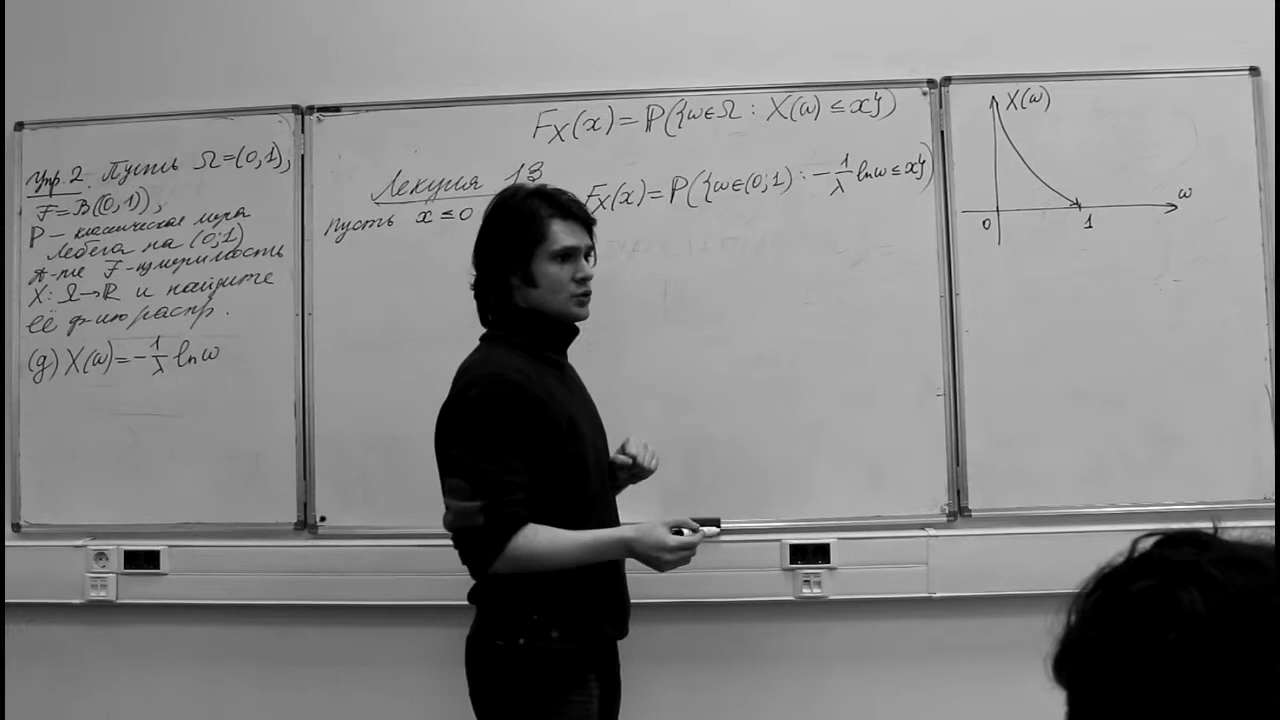 Упр. 2. Пусть Ω=(0,1),
F=B((0,1)),
P – классическая мера
Лебега на (0;1)
Д-те F-измеримость
X: Ω→ℝ и найдите
её ф-ию распр.
(g) X(ω)=-1/λ ln ω
F_X(x)=ℙ({ω∈Ω : X(ω)≤x})
Лекция 13
Пусть x≤0
F_X(x)=ℙ({ω∈(0;1) : -1/λ ln ω≤x})
X(ω)
ω
0
1